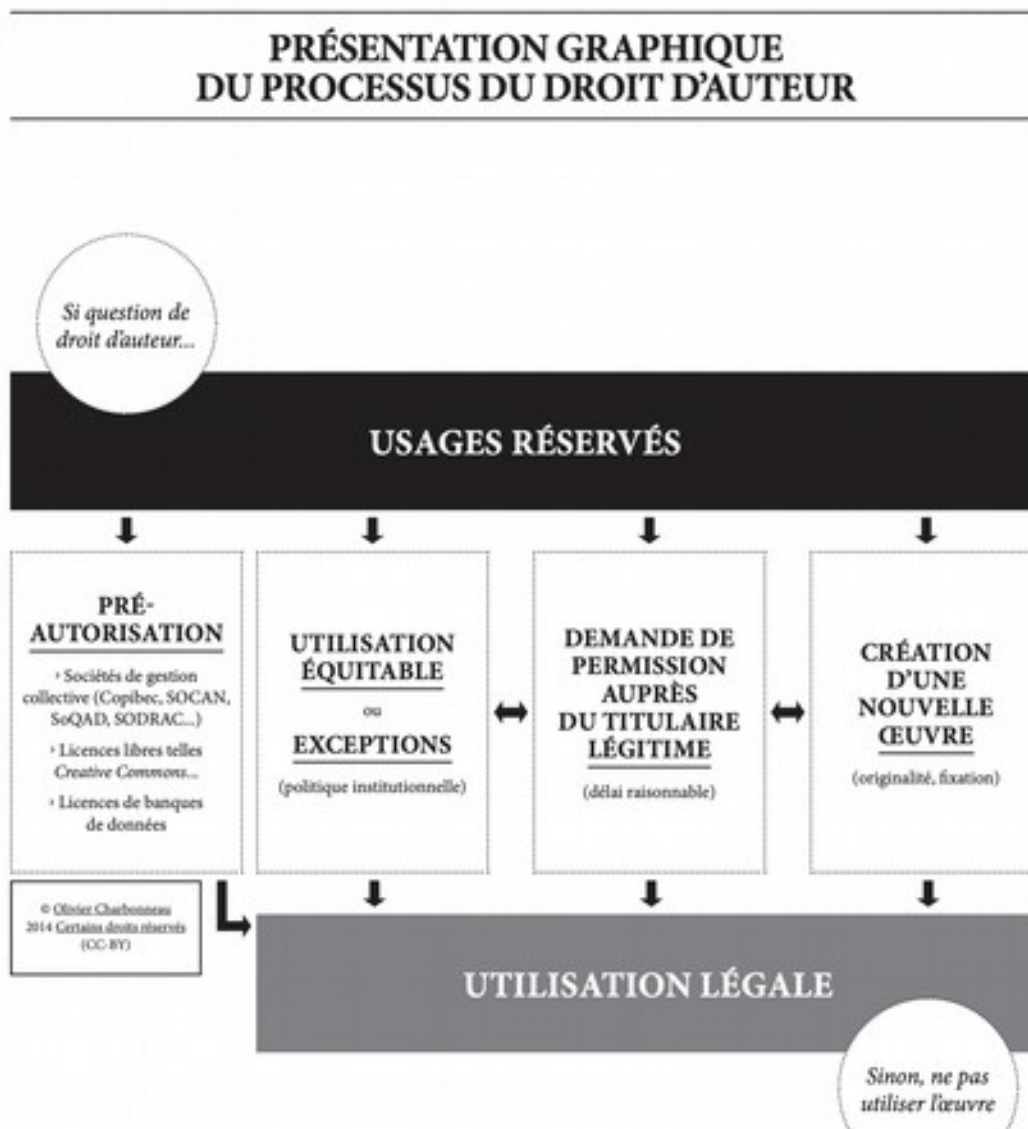 PRÉSENTATION GRAPHIQUE
DU PROCESSUS DU DROIT D'AUTEUR
Si question de
droit d'auteur...
USAGES RÉSERVÉS
PRÉ-
AUTORISATION
› Sociétés de gestion
collective (Copibec, SOCAN,
SoQAD, SODRAC...)
› Licences libres telles
Creative Commons...
› Licences de banques
de données
UTILISATION
ÉQUITABLE
ou
EXCEPTIONS
(politique institutionnelle)
DEMANDE DE
PERMISSION
AUPRÈS
DU TITULAIRE
LÉGITIME
(délai raisonnable)
CRÉATION
D'UNE
NOUVELLE
ŒUVRE
(originalité, fixation)
© Olivier Charbonneau
2014 Certains droits réservés
(CC-BY)
UTILISATION LÉGALE
Sinon, ne pas
utiliser l'œuvre